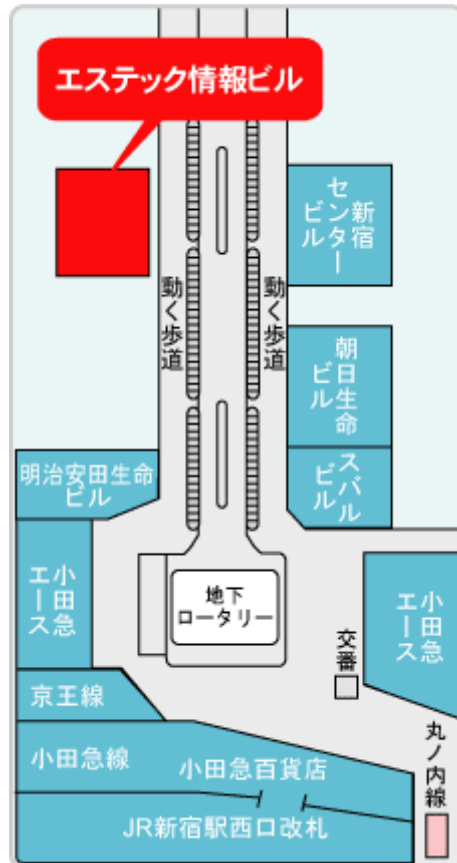 エステック情報ビル
新宿
センター
ビル
動く歩道
動く歩道
朝日生命
ビル
スバル
ビル
明治安田生命
ビル
小田急
エース
地下
ロータリー
小田急
エース
交番
京王線
丸ノ内線
小田急線
小田急百貨店
JR新宿駅西口改札